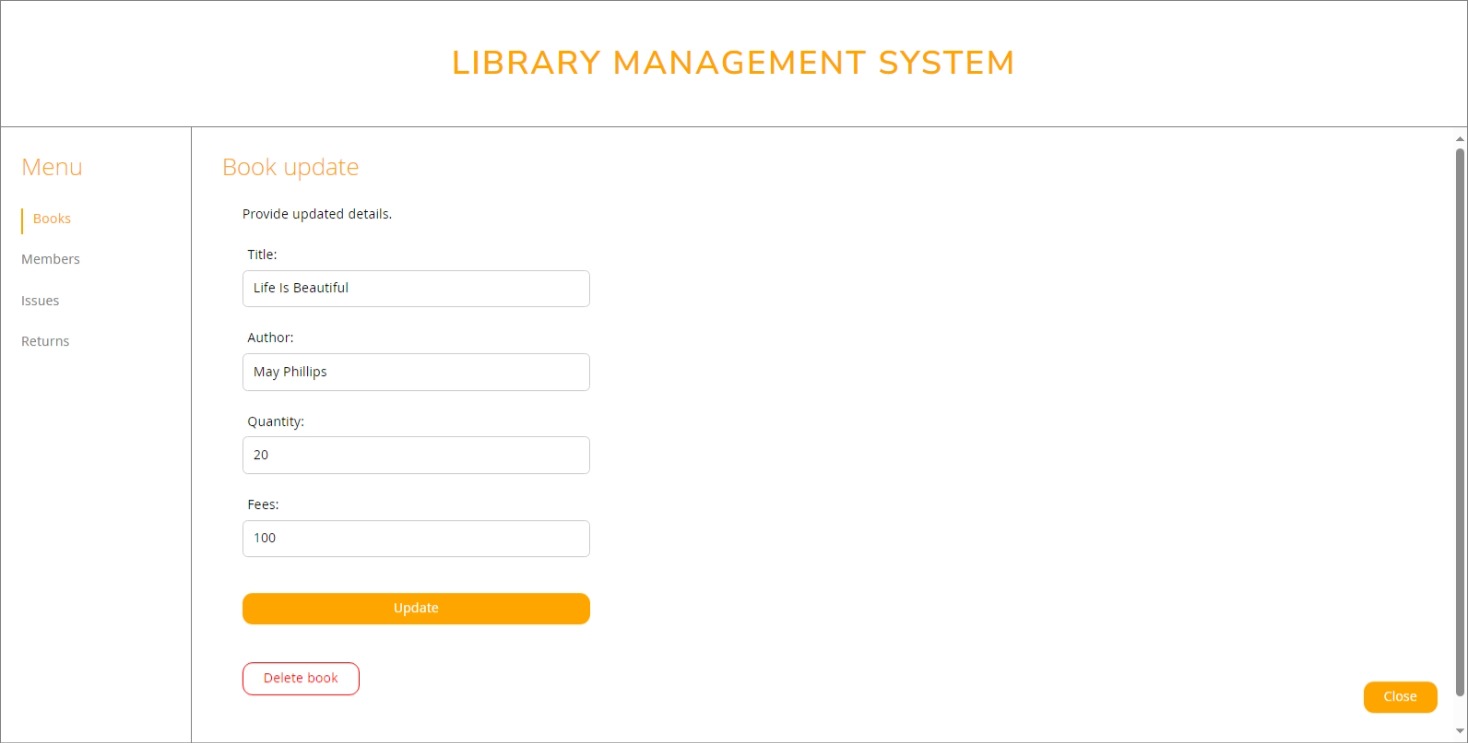 LIBRARY MANAGEMENT SYSTEM
Menu
Books
Members
Issues
Returns
Book update
Provide updated details.
Title:
Life Is Beautiful
Author:
May Phillips
Quantity:
20
Fees:
100
Update
Delete book
Close